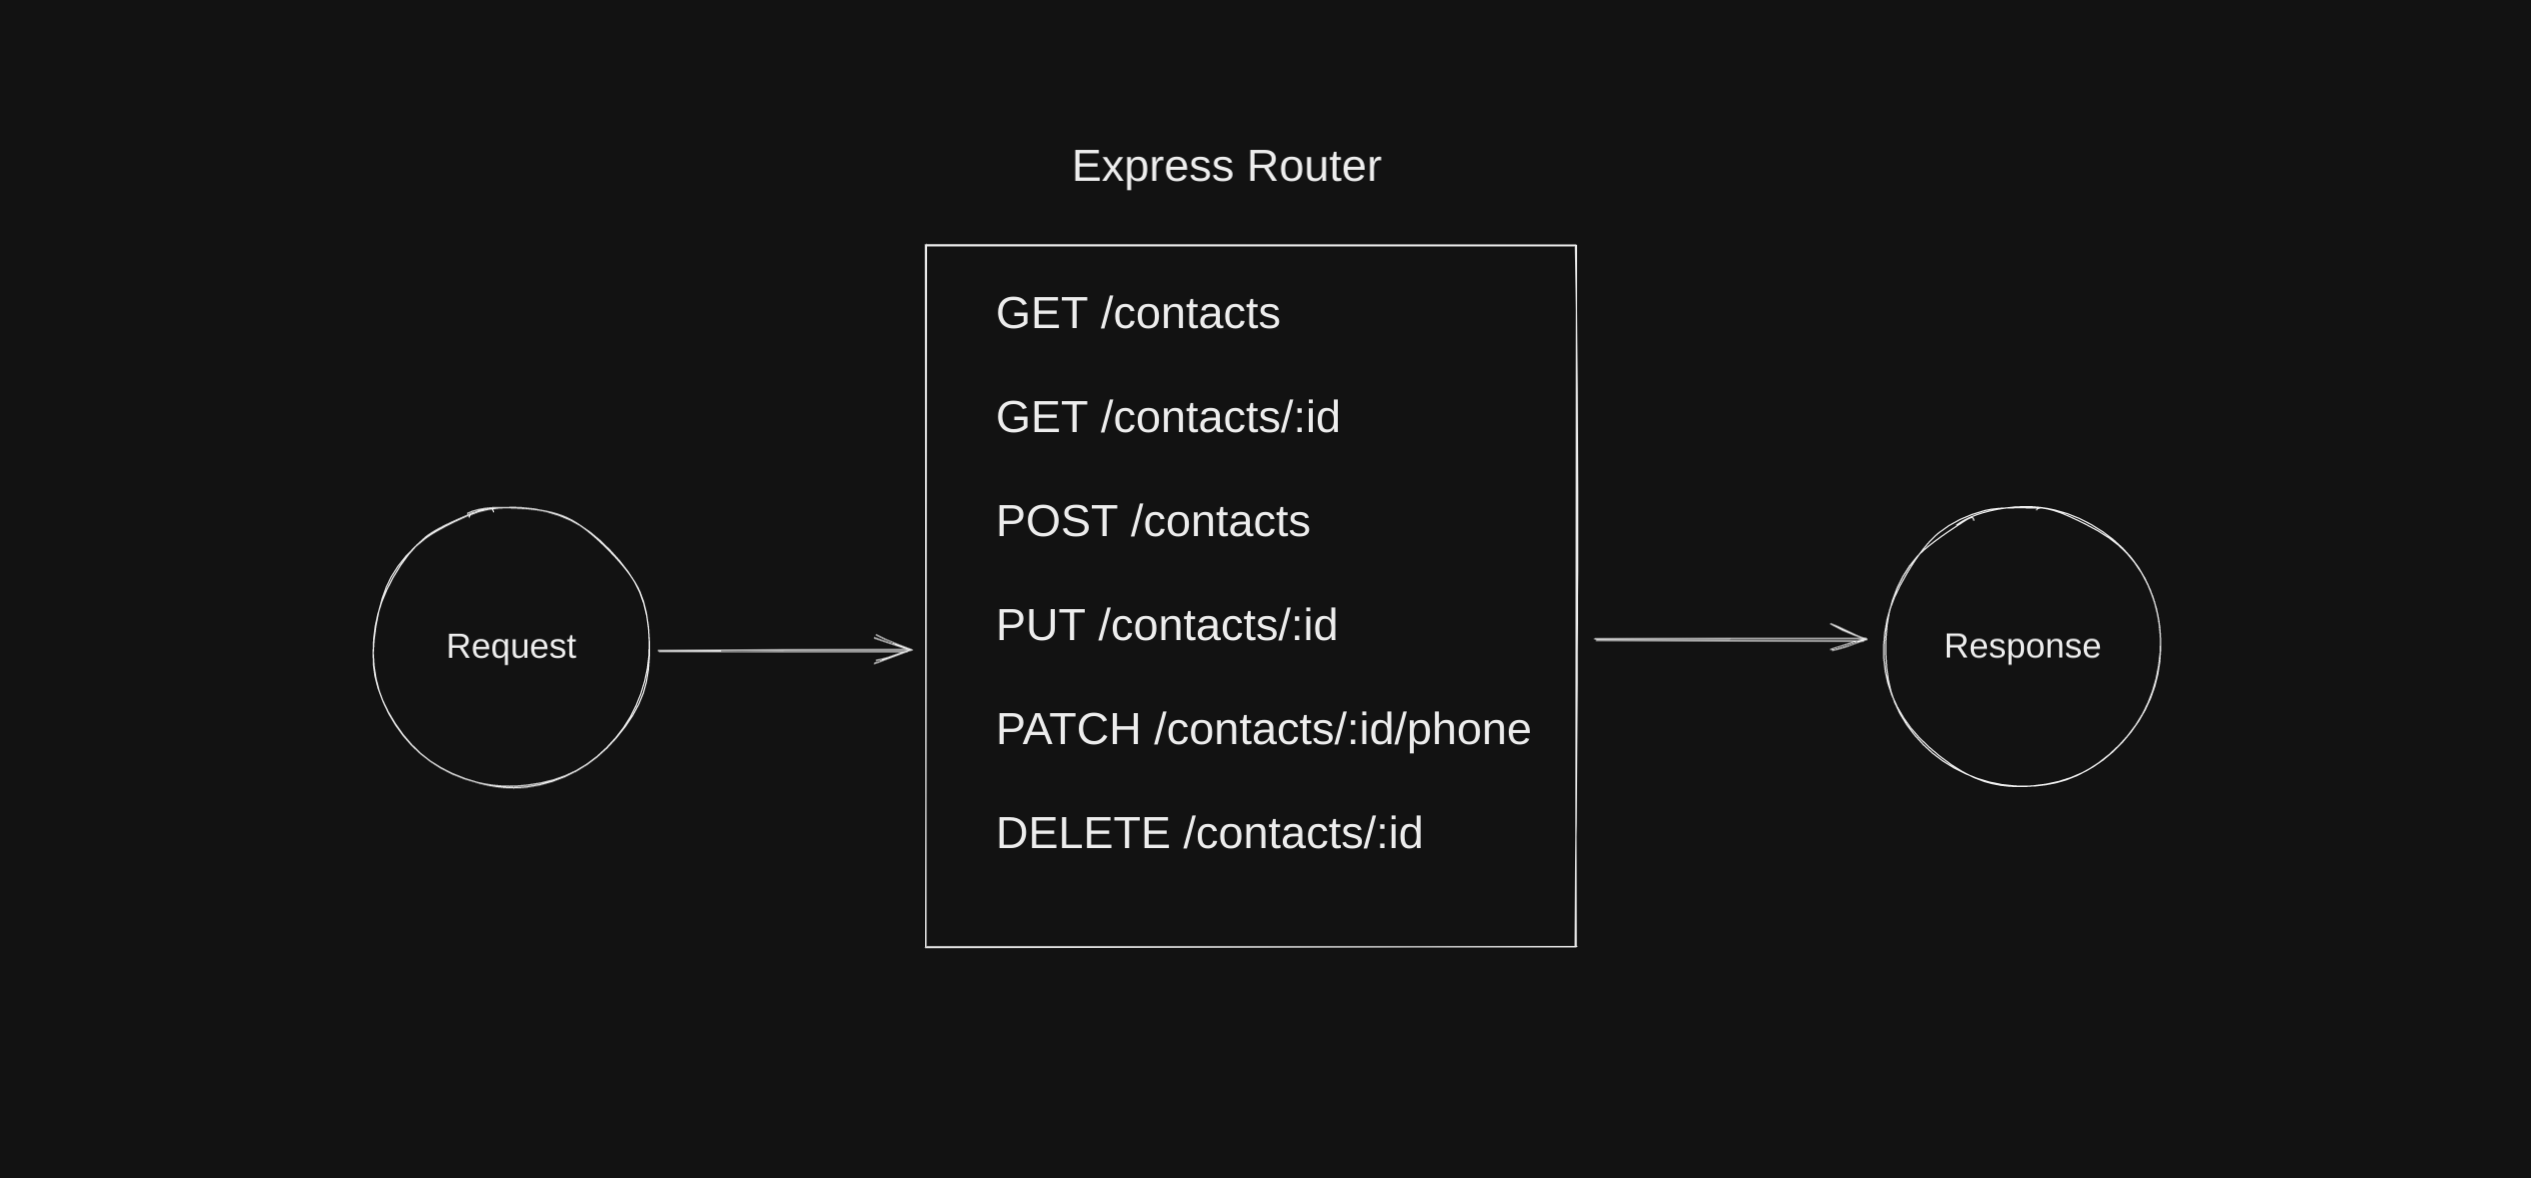 Express Router
GET /contacts
GET /contacts/:id
POST /contacts
PUT /contacts/:id
PATCH /contacts/:id/phone
DELETE /contacts/:id
Request
Response